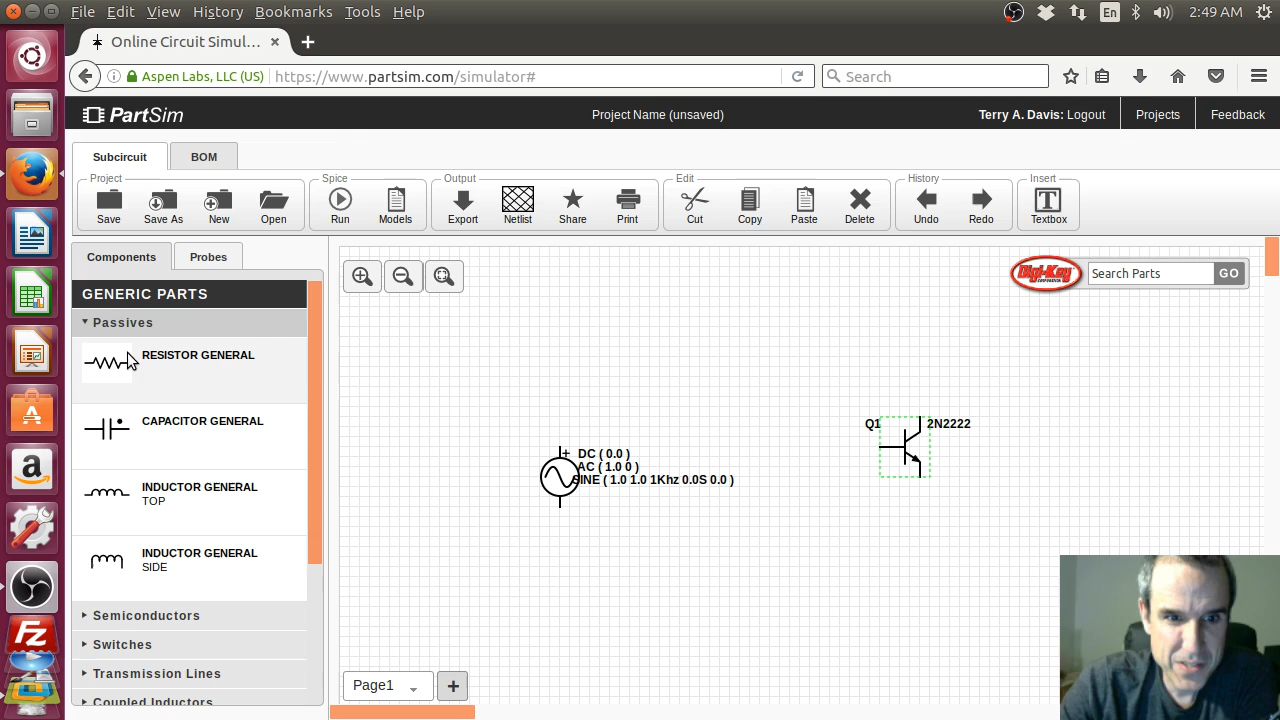 File Edit View History Bookmarks Tools Help
En
2:49 AM
Online Circuit Simul...
Aspen Labs, LLC (US)
https://www.partsim.com/simulator#
Search
PartSim
Project Name (unsaved)
Terry A. Davis: Logout
Projects
Feedback
Subcircuit
BOM
Project
Spice
Output
Edit
History
Insert
Save
Save As
New
Open
Run
Models
Export
Netlist
Share
Print
Cut
Copy
Paste
Delete
Undo
Redo
Textbox
Components
Probes
Digi-Key
CORPORATION
Search Parts
GO
GENERIC PARTS
Passives
RESISTOR GENERAL
CAPACITOR GENERAL
INDUCTOR GENERAL
TOP
INDUCTOR GENERAL
SIDE
Semiconductors
Switches
Transmission Lines
Coupled Inductors
+ DC ( 0.0 )
AC ( 1.0 0 )
SINE ( 1.0 1.0 1Khz 0.0S 0.0 )
Q1
2N2222
Page1
+
a
Fz